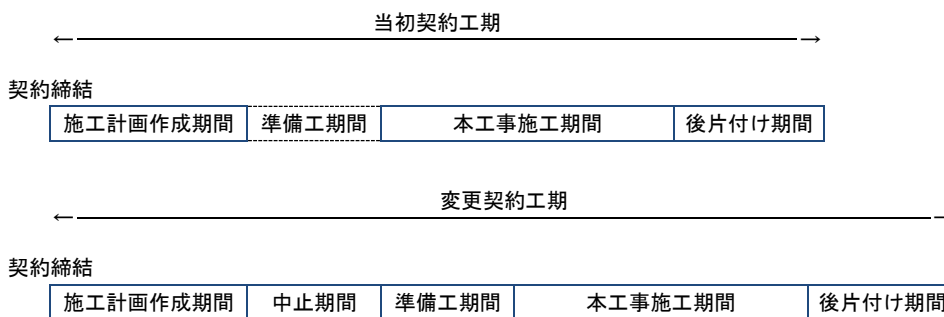 当初契約工期
契約締結
施工計画作成期間 準備工期間 本工事施工期間 後片付け期間
変更契約工期
契約締結
施工計画作成期間 中止期間 準備工期間 本工事施工期間 後片付け期間